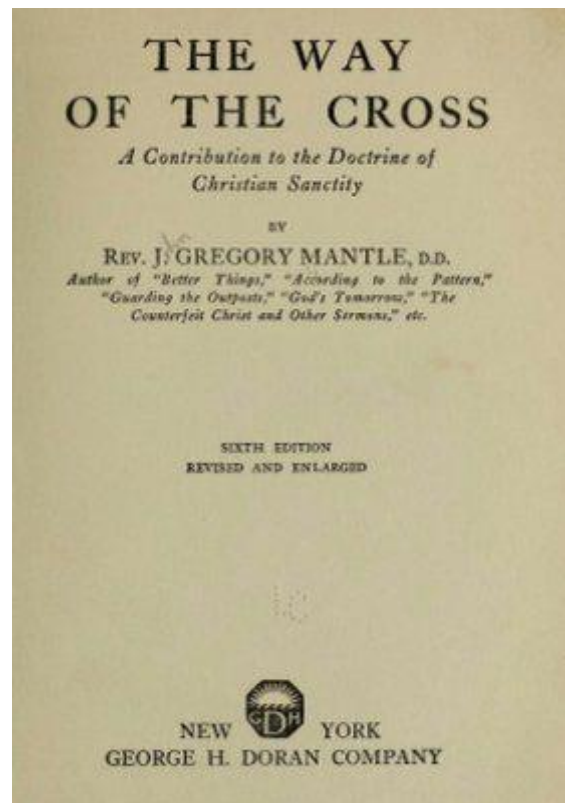 THE WAY
OF THE CROSS
A Contribution to the Doctrine of
Christian Sanctity
BY
REV. J. GREGORY MANTLE, D.D.
Author of "Better Things," "According to the Pattern,"
"Guarding the Outposts," "God's Tomorrow," "The
Counterfeit Christ and Other Sermons," etc.
SIXTH EDITION
REVISED AND ENLARGED
GDH
NEW YORK
GEORGE H. DORAN COMPANY